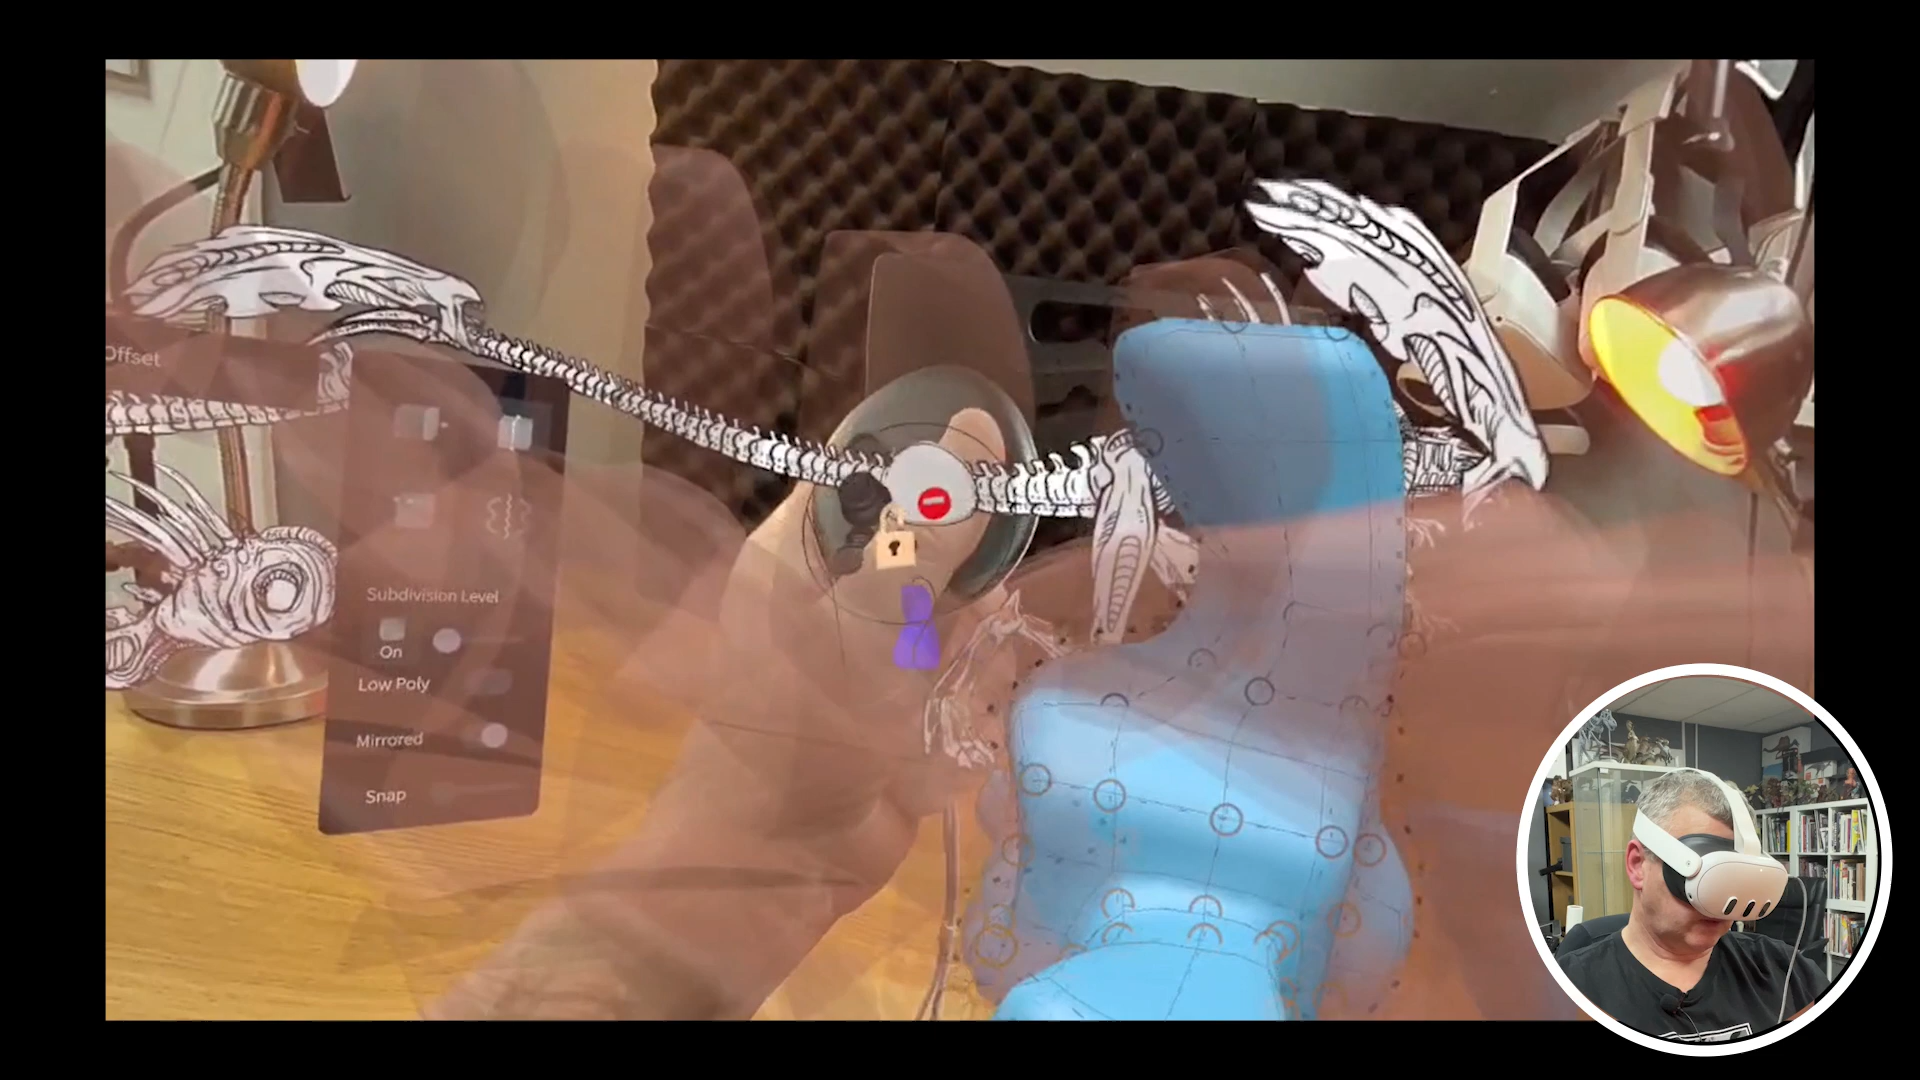 Offset
Subdivision Level
On
Low Poly
Mirrored
Snap